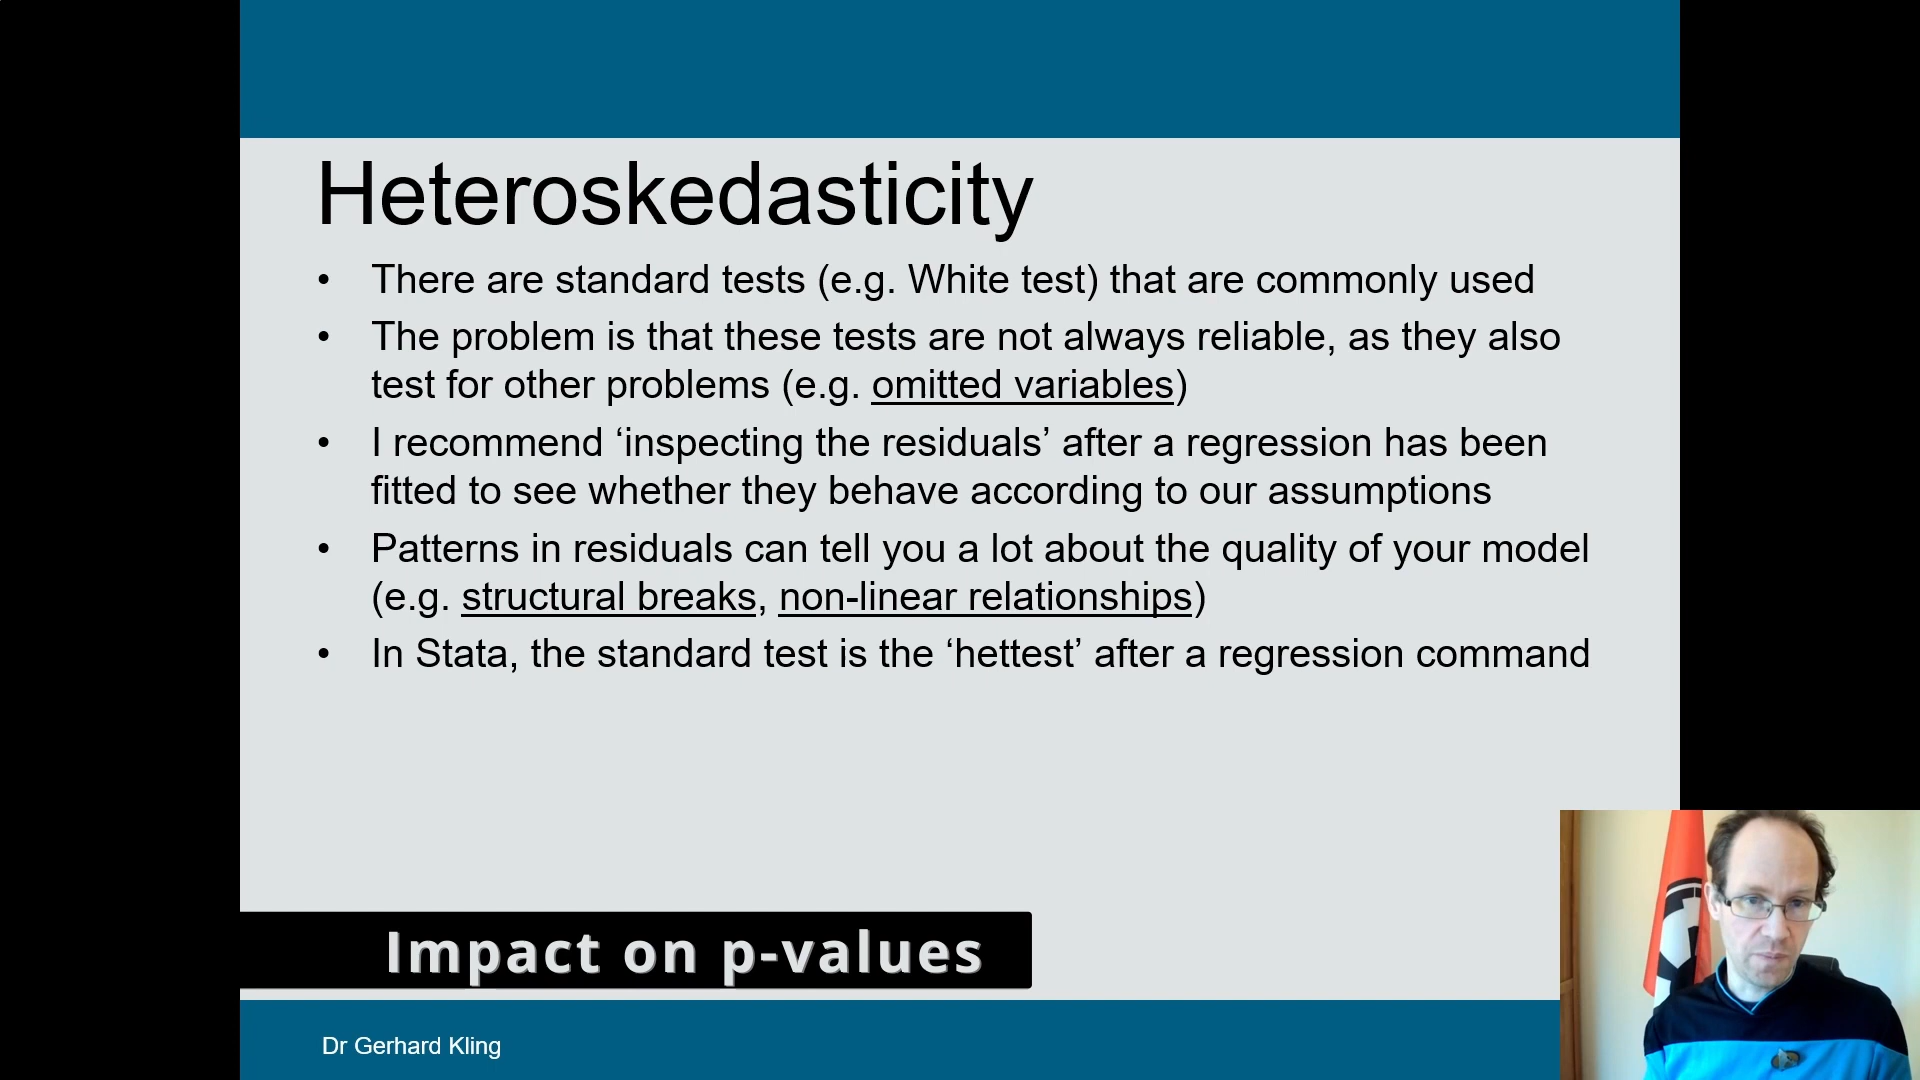 Heteroskedasticity
• There are standard tests (e.g. White test) that are commonly used
• The problem is that these tests are not always reliable, as they also
test for other problems (e.g. omitted variables)
• I recommend ‘inspecting the residuals’ after a regression has been
fitted to see whether they behave according to our assumptions
• Patterns in residuals can tell you a lot about the quality of your model
(e.g. structural breaks, non-linear relationships)
• In Stata, the standard test is the ‘hettest’ after a regression command
Impact on p-values
Dr Gerhard Kling